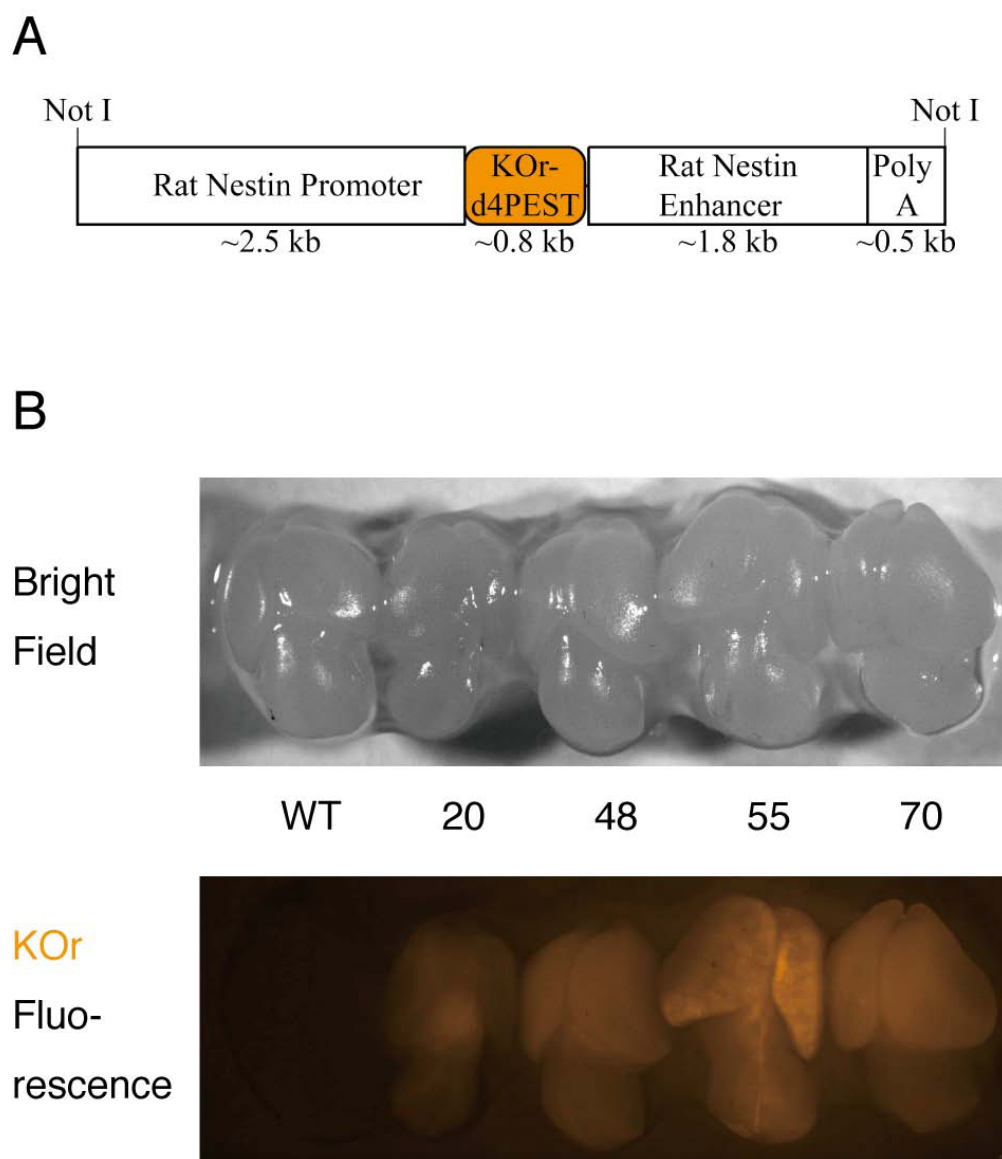 A
Not I
Not I
Rat Nestin Promoter
KOr-
d4PEST
Rat Nestin
Enhancer
Poly
A
~2.5 kb
~0.8 kb
~1.8 kb
~0.5 kb
B
Bright
Field
WT
20
48
55
70
KOr
Fluo-
rescence